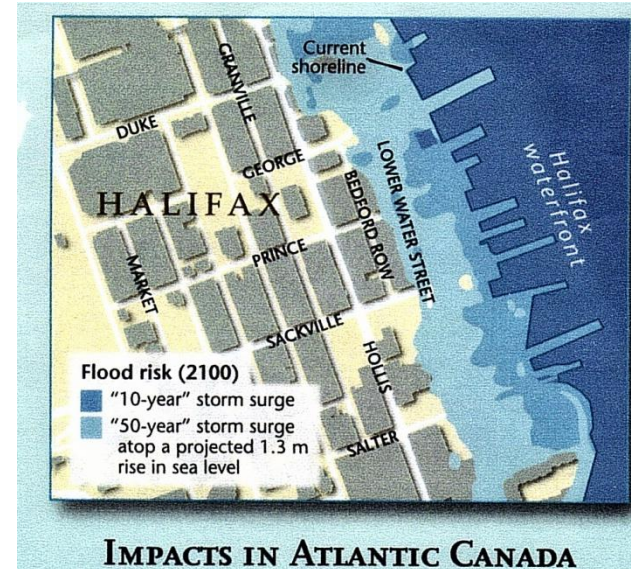 Current
shoreline
GRANVILLE
DUKE
GEORGE
LOWER WATER STREET
Halifax
waterfront
HALIFAX
BEDFORD ROW
MARKET
PRINCE
SACKVILLE
HOLLIS
SALTER
Flood risk (2100)
"10-year" storm surge
"50-year" storm surge
atop a projected 1.3 m
rise in sea level
IMPACTS IN ATLANTIC CANADA